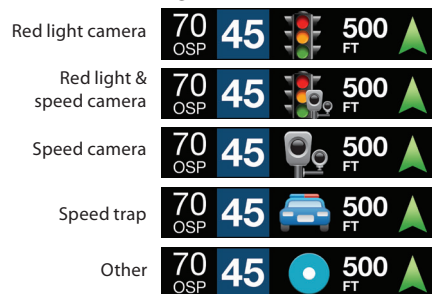 Red light camera
70 OSP 45 500 FT
Red light &
speed camera
70 OSP 45 500 FT
Speed camera
70 OSP 45 500 FT
Speed trap
70 OSP 45 500 FT
Other
70 OSP 45 500 FT